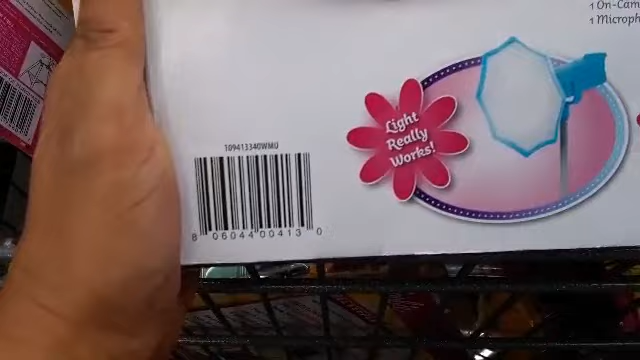 1 On-Cam
1 Microph
Light
Really
Works!
109413340WMU
8 06044 00413 0